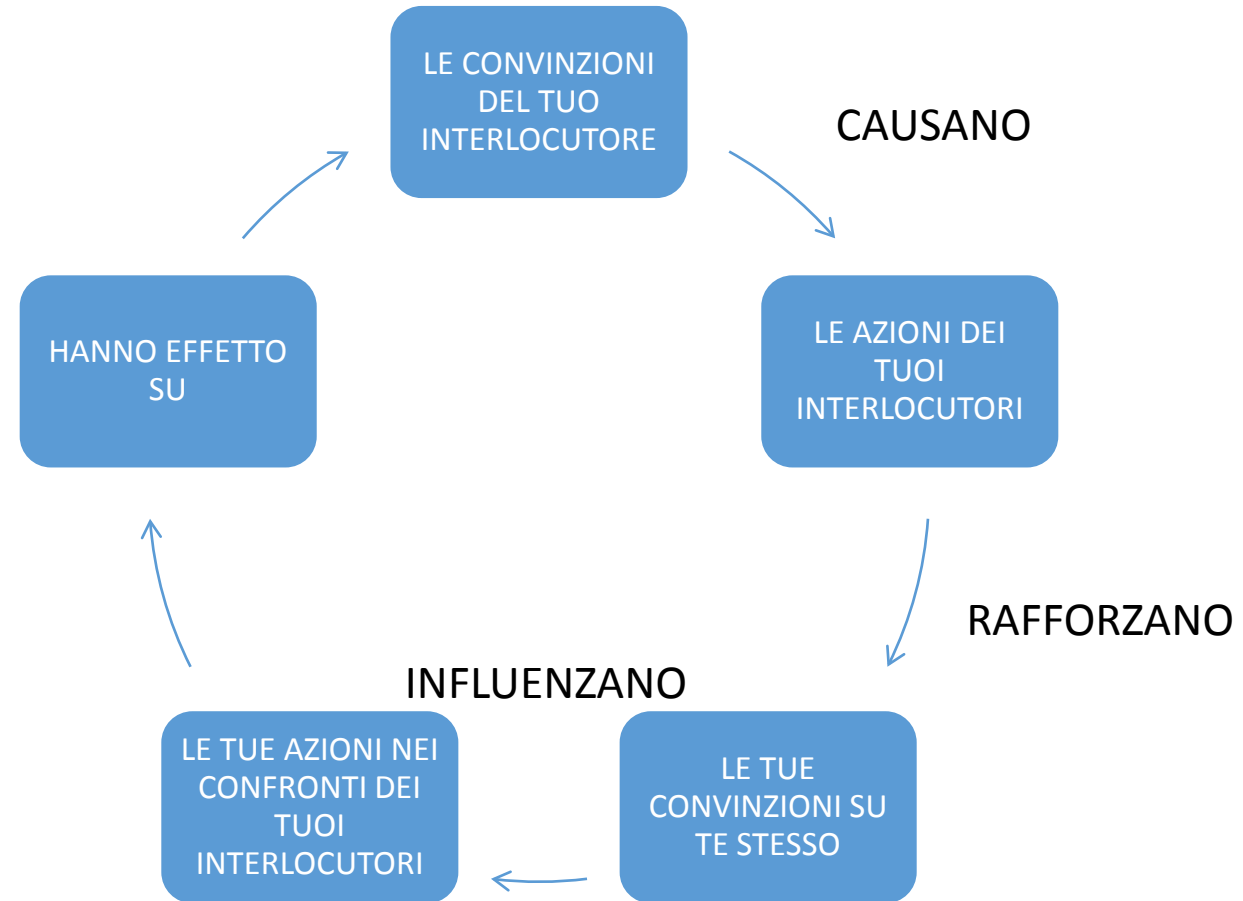 LE CONVINZIONI
DEL TUO
INTERLOCUTORE
CAUSANO
LE AZIONI DEI
TUOI
INTERLOCUTORI
RAFFORZANO
LE TUE
CONVINZIONI SU
TE STESSO
INFLUENZANO
LE TUE AZIONI NEI
CONFRONTI DEI
TUOI
INTERLOCUTORI
HANNO EFFETTO
SU